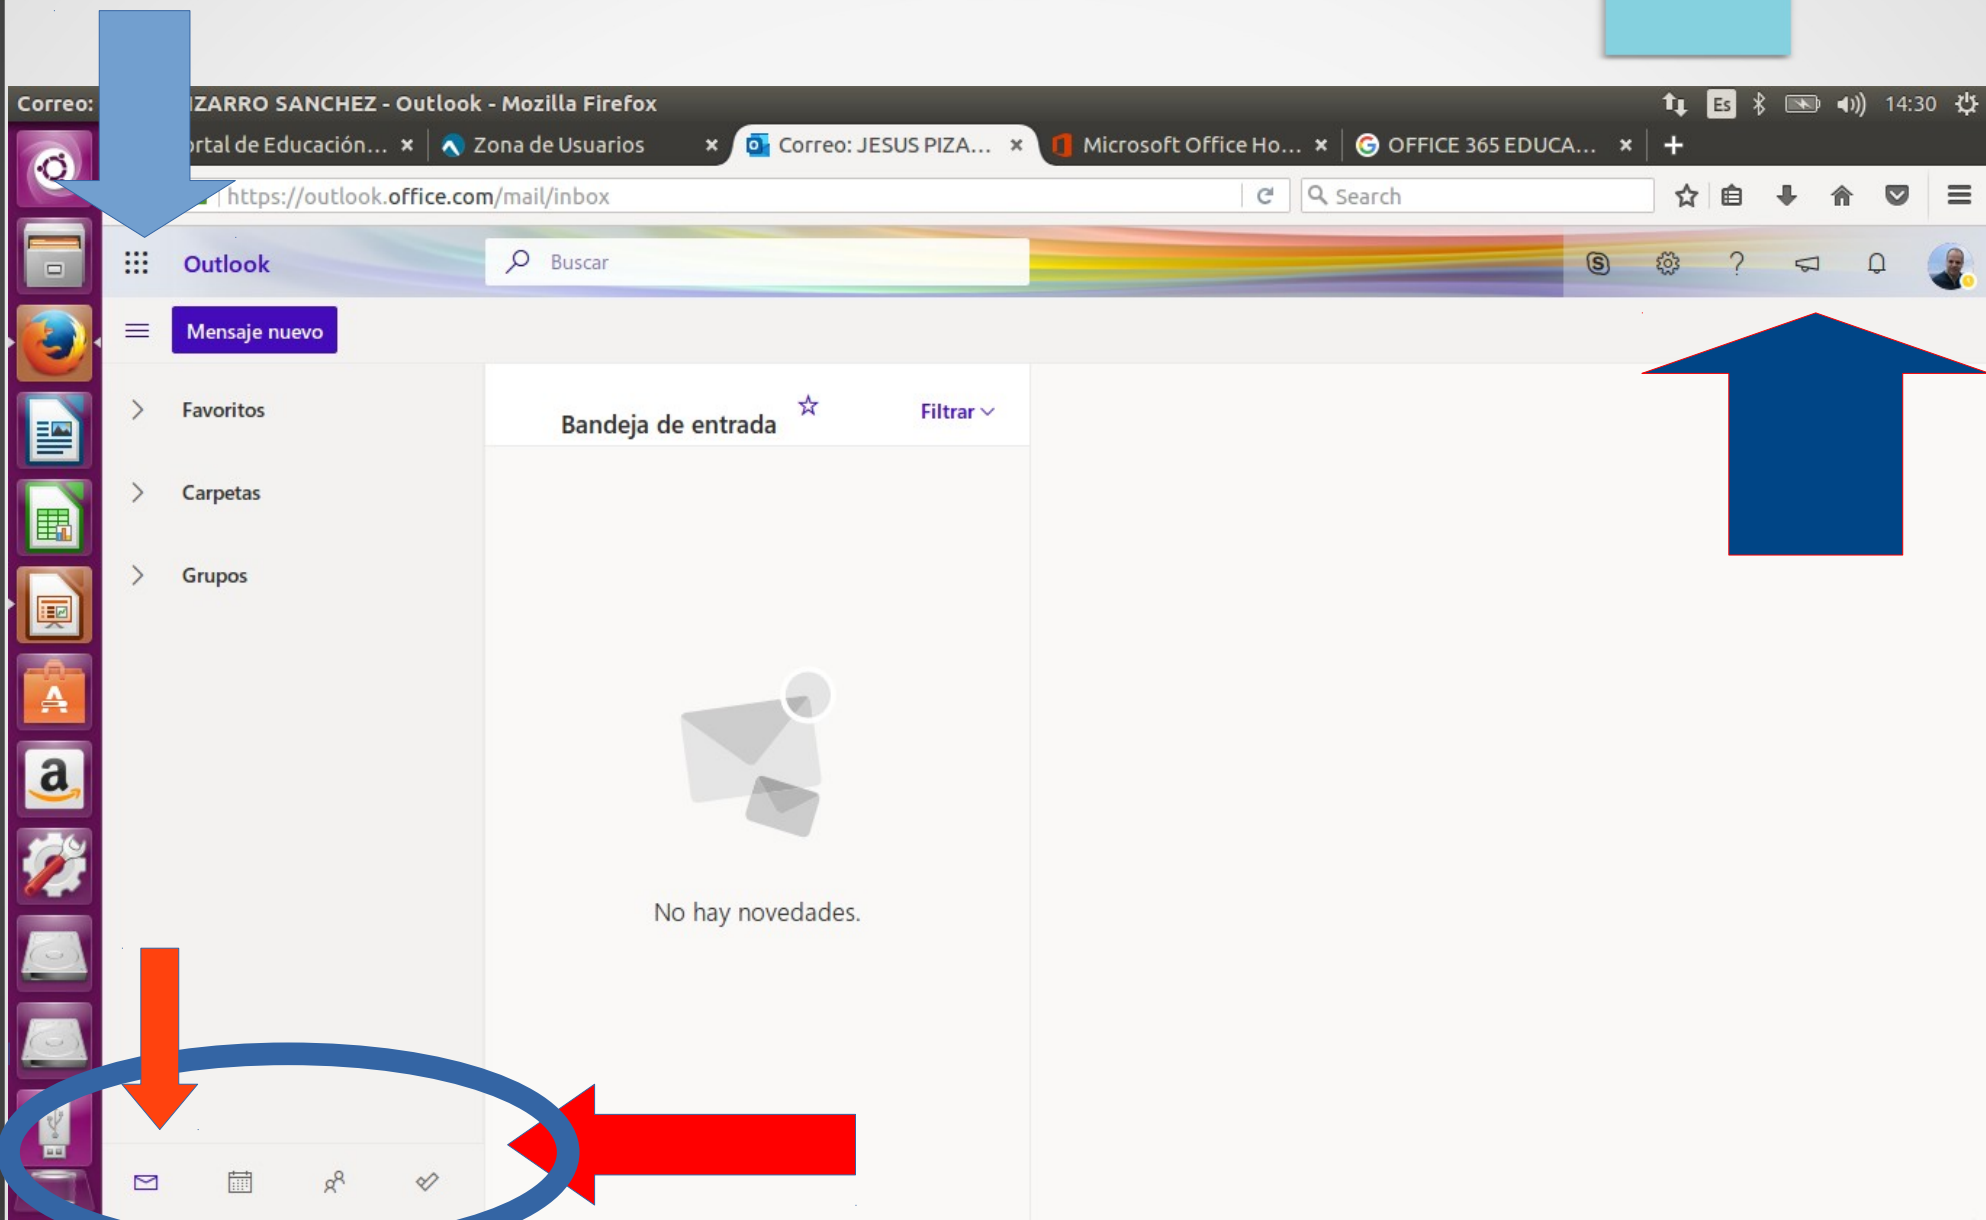 Correo: IZARRO SANCHEZ - Outlook - Mozilla Firefox Es 14:30
rtal de Educación... Zona de Usuarios Correo: JESUS PIZA... Microsoft Office Ho... OFFICE 365 EDUCA...
https://outlook.office.com/mail/inbox Search
Outlook Buscar
Mensaje nuevo
Favoritos
Bandeja de entrada Filtrar
Carpetas
Grupos
No hay novedades.